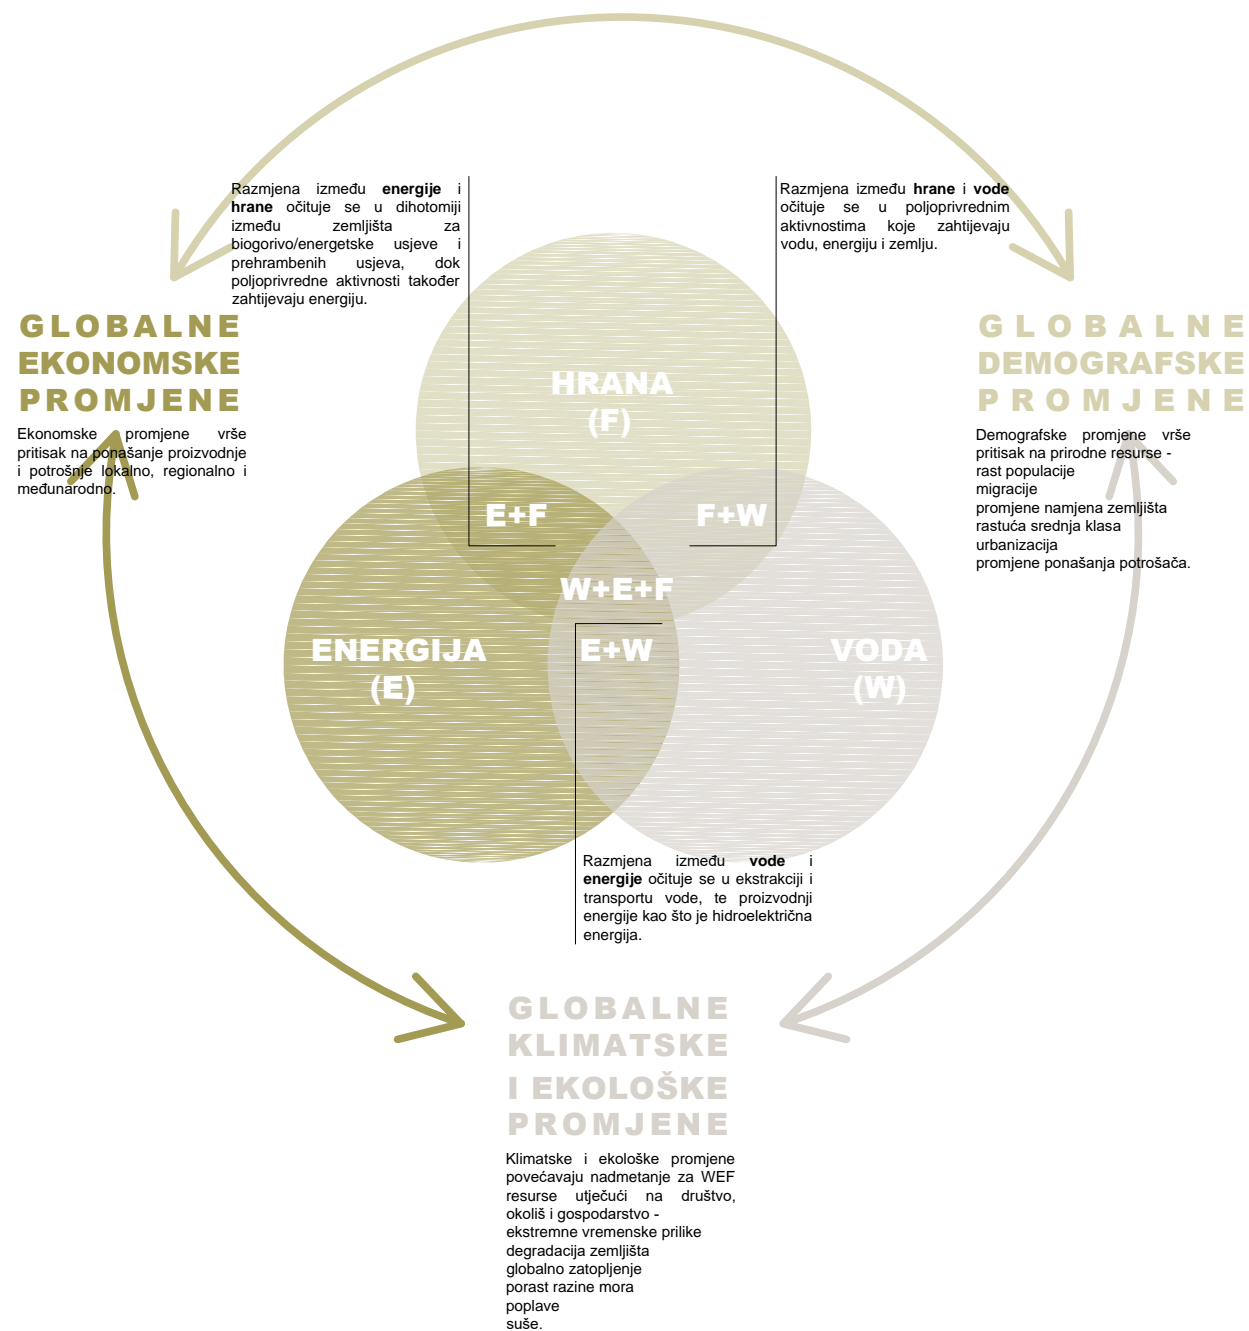 Razmjena između energije i
hrane očituje se u dihotomiji
između zemljišta za
biogorivo/energetske usjeve i
prehrambenih usjeva, dok
poljoprivredne aktivnosti također
zahtijevaju energiju.
Razmjena između hrane i vode
očituje se u poljoprivrednim
aktivnostima koje zahtijevaju
vodu, energiju i zemlju.
GLOBALNE
EKONOMSKE
PROMJENE
Ekonomske promjene vrše
pritisak na ponašanje proizvodnje
i potrošnje lokalno, regionalno i
međunarodno.
GLOBALNE
DEMOGRAFSKE
PROMJENE
Demografske promjene vrše
pritisak na prirodne resurse -
rast populacije
migracije
promjene namjena zemljišta
rastuća srednja klasa
urbanizacija
promjene ponašanja potrošača.
HRANA
(F)
E+F
F+W
W+E+F
ENERGIJA
(E)
E+W
VODA
(W)
Razmjena između vode i
energije očituje se u ekstrakciji i
transportu vode, te proizvodnji
energije kao što je hidroelektrična
energija.
GLOBALNE
KLIMATSKE
I EKOLOŠKE
PROMJENE
Klimatske i ekološke promjene
povećavaju nadmetanje za WEF
resurse utječući na društvo,
okoliš i gospodarstvo -
ekstremne vremenske prilike
degradacija zemljišta
globalno zatopljenje
porast razine mora
poplave
suše.